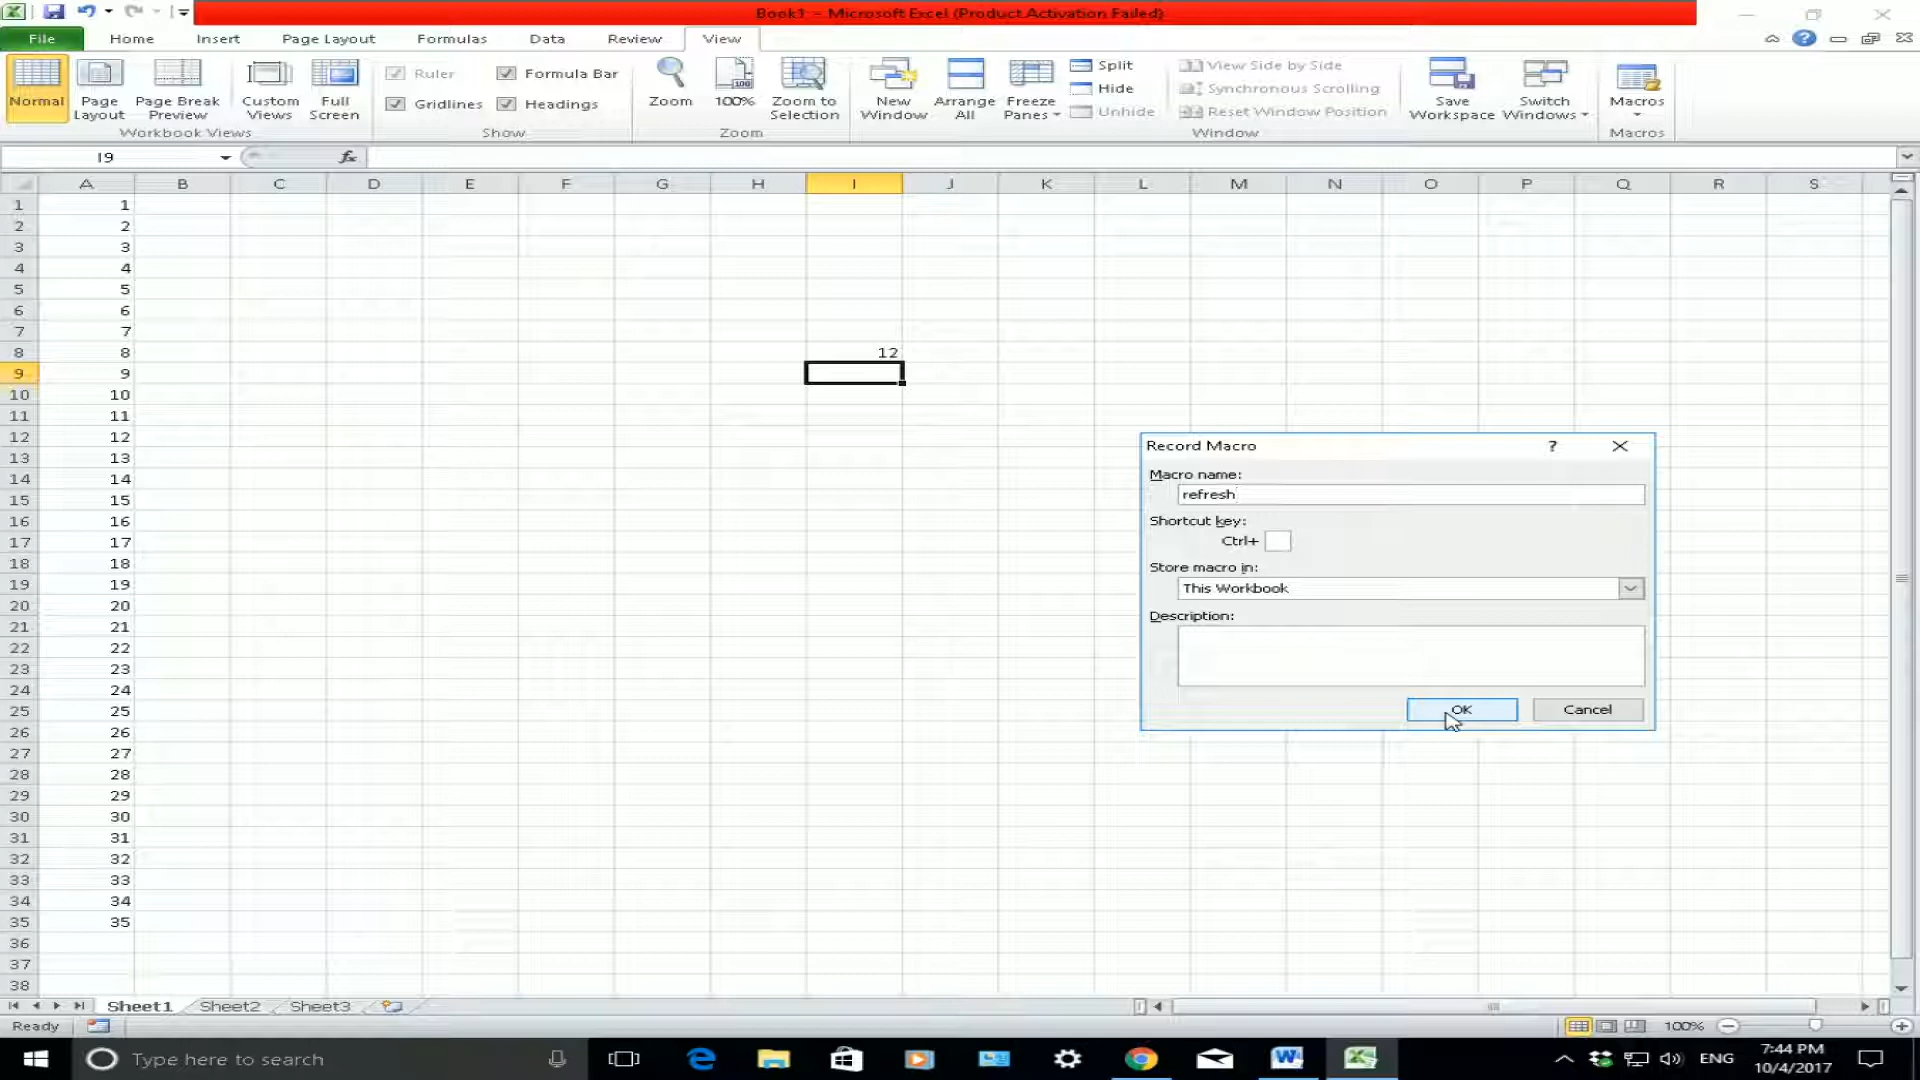 Book1 - Microsoft Excel (Product Activation Failed)
File Home Insert Page Layout Formulas Data Review View
Normal
Page Layout
Page Break Preview
Custom Views
Full Screen
Workbook Views
Ruler
Formula Bar
Gridlines
Headings
Show
Zoom
100%
Zoom to Selection
Zoom
New Window
Arrange All
Freeze Panes
Split
Hide
Unhide
View Side by Side
Synchronous Scrolling
Reset Window Position
Window
Save Workspace
Switch Windows
Macros
Macros
I9 fx
A B C D E F G H I J K L M N O P Q R S
1 1
2 2
3 3
4 4
5 5
6 6
7 7
8 8 12
9 9
10 10
11 11
12 12
13 13
14 14
15 15
16 16
17 17
18 18
19 19
20 20
21 21
22 22
23 23
24 24
25 25
26 26
27 27
28 28
29 29
30 30
31 31
32 32
33 33
34 34
35 35
36
37
38
Record Macro ?
Macro name:
refresh
Shortcut key:
Ctrl+
Store macro in:
This Workbook
Description:
OK Cancel
Sheet1 Sheet2 Sheet3
Ready 100%
Type here to search
ENG
7:44 PM
10/4/2017